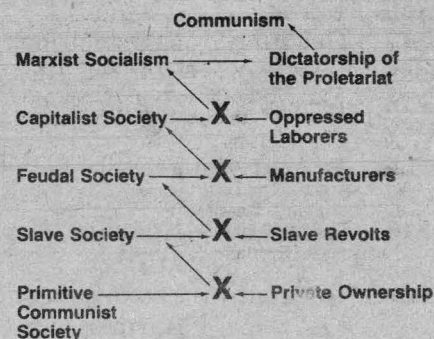 Communism
Marxist Socialism Dictatorship of
the Proletariat
Capitalist Society X Oppressed
Laborers
Feudal Society X Manufacturers
Slave Society X Slave Revolts
Primitive X Private Ownership
Communist
Society